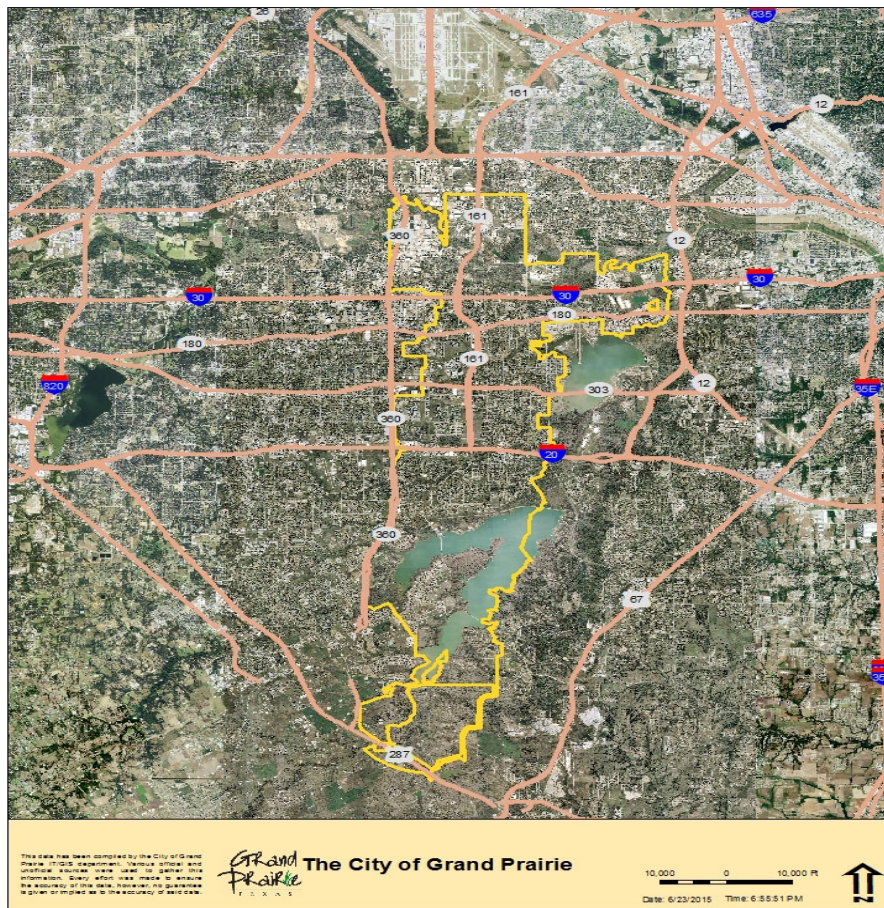 26
635
161
12
161
360
12
30
30
30
180
180
161
820
303
12
35E
360
20
360
67
35
287
This data has been compiled by the City of Grand
Prairie IT/GIS department. Various official and
unofficial sources were used to gather this
information. Every effort was made to ensure
the accuracy of this data, however, no guarantee
is given or implied as to the accuracy of said data.
GRand
PRaiRie
TEXAS
The City of Grand Prairie
10,000 0 10,000 Ft
Date: 6/23/2015 Time: 6:55:51 PM
N